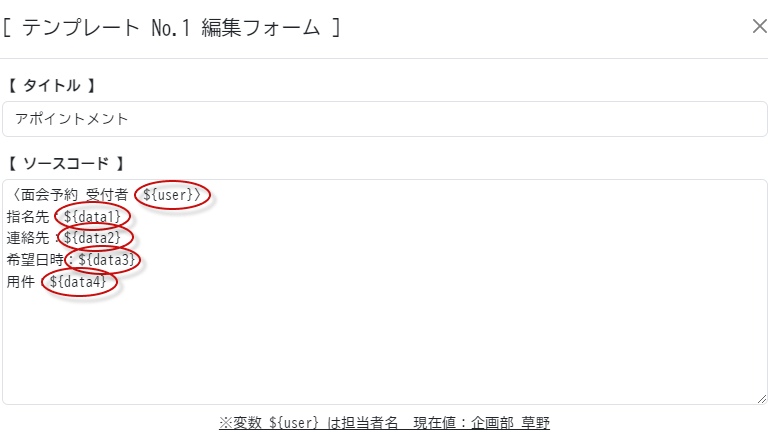 [ テンプレート No.1 編集フォーム ]
【 タイトル 】
アポイントメント
【 ソースコード 】
〈面会予約 受付者 ${user}〉
指名先：${data1}
連絡先：${data2}
希望日時：${data3}
用件：${data4}
※変数 ${user} は担当者名　現在値：企画部 草野